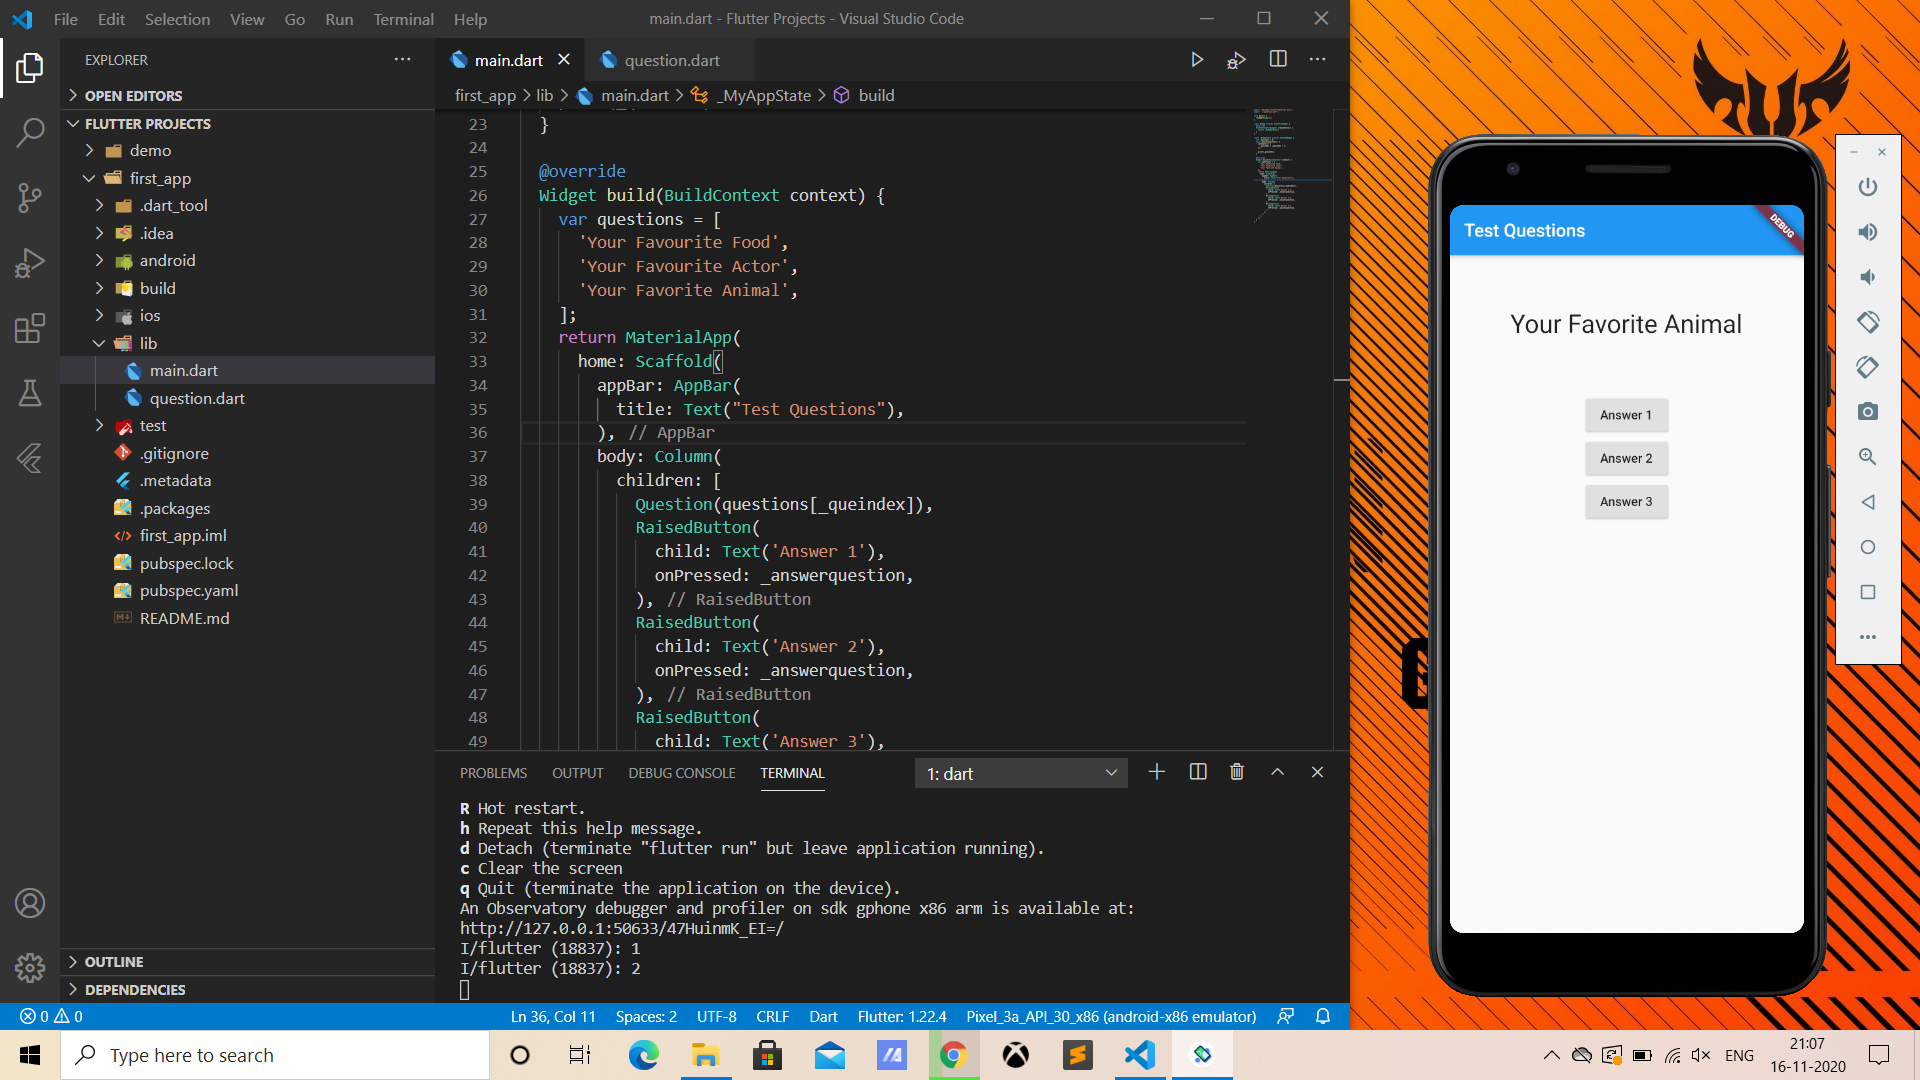 File Edit Selection View Go Run Terminal Help
main.dart - Flutter Projects - Visual Studio Code
EXPLORER
OPEN EDITORS
FLUTTER PROJECTS
demo
first_app
.dart_tool
.idea
android
build
ios
lib
main.dart
question.dart
test
.gitignore
.metadata
.packages
first_app.iml
pubspec.lock
pubspec.yaml
README.md
OUTLINE
DEPENDENCIES
main.dart
question.dart
first_app > lib > main.dart > _MyAppState > build
23 }
24
25 @override
26 Widget build(BuildContext context) {
27 var questions = [
28 'Your Favourite Food',
29 'Your Favourite Actor',
30 'Your Favorite Animal',
31 ];
32 return MaterialApp(
33 home: Scaffold(
34 appBar: AppBar(
35 title: Text("Test Questions"),
36 ), // AppBar
37 body: Column(
38 children: [
39 Question(questions[_queindex]),
40 RaisedButton(
41 child: Text('Answer 1'),
42 onPressed: _answerquestion,
43 ), // RaisedButton
44 RaisedButton(
45 child: Text('Answer 2'),
46 onPressed: _answerquestion,
47 ), // RaisedButton
48 RaisedButton(
49 child: Text('Answer 3'),
PROBLEMS OUTPUT DEBUG CONSOLE TERMINAL
1: dart
R Hot restart.
h Repeat this help message.
d Detach (terminate "flutter run" but leave application running).
c Clear the screen
q Quit (terminate the application on the device).
An Observatory debugger and profiler on sdk gphone x86 arm is available at:
http://127.0.0.1:50633/47HuinmK_EI=/
I/flutter (18837): 1
I/flutter (18837): 2
0 0
Ln 36, Col 11 Spaces: 2 UTF-8 CRLF Dart Flutter: 1.22.4 Pixel_3a_API_30_x86 (android-x86 emulator)
Test Questions
DEBUG
Your Favorite Animal
Answer 1
Answer 2
Answer 3
Type here to search
ENG
21:07
16-11-2020